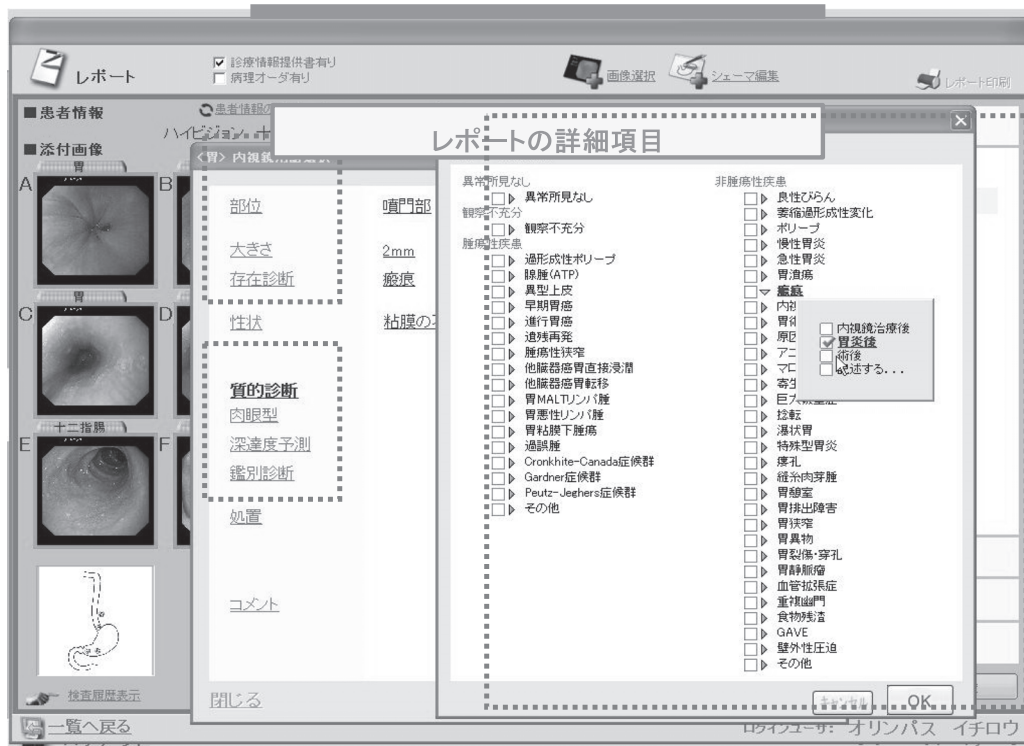 レポート
診療情報提供書有り
病理オーダ有り
画像選択
シェーマ編集
レポート印刷
■患者情報
患者情報の
レポートの詳細項目
■添付画像
胃
A
B
胃
C
D
十二指腸
E
F
検査履歴表示
一覧へ戻る
部位
噴門部
大きさ
2mm
存在診断
瘢痕
性状
粘膜の
質的診断
肉眼型
深達度予測
鑑別診断
処置
コメント
閉じる
異常所見なし
異常所見なし
観察不充分
観察不充分
腫瘍性疾患
過形成性ポリープ
腺腫(ATP)
異型上皮
早期胃癌
進行胃癌
遺残再発
腫瘍性狭窄
他臓器癌胃直接浸潤
他臓器癌胃転移
胃MALTリンパ腫
胃悪性リンパ腫
胃粘膜下腫瘍
過誤腫
Cronkhite-Canada症候群
Gardner症候群
Peutz-Jeghers症候群
その他
非腫瘍性疾患
良性びらん
萎縮過形成性変化
ポリープ
慢性胃炎
急性胃炎
胃潰瘍
瘢痕
内視鏡治療後
胃炎後
術後
記述する...
捻転
瀑状胃
特殊型胃炎
瘻孔
縫糸肉芽腫
胃憩室
胃排出障害
胃狭窄
胃異物
胃裂傷・穿孔
胃静脈瘤
血管拡張症
重複幽門
食物残渣
GAVE
壁外性圧迫
その他
キャンセル
OK
ログインユーザ: オリンパス イチロウ